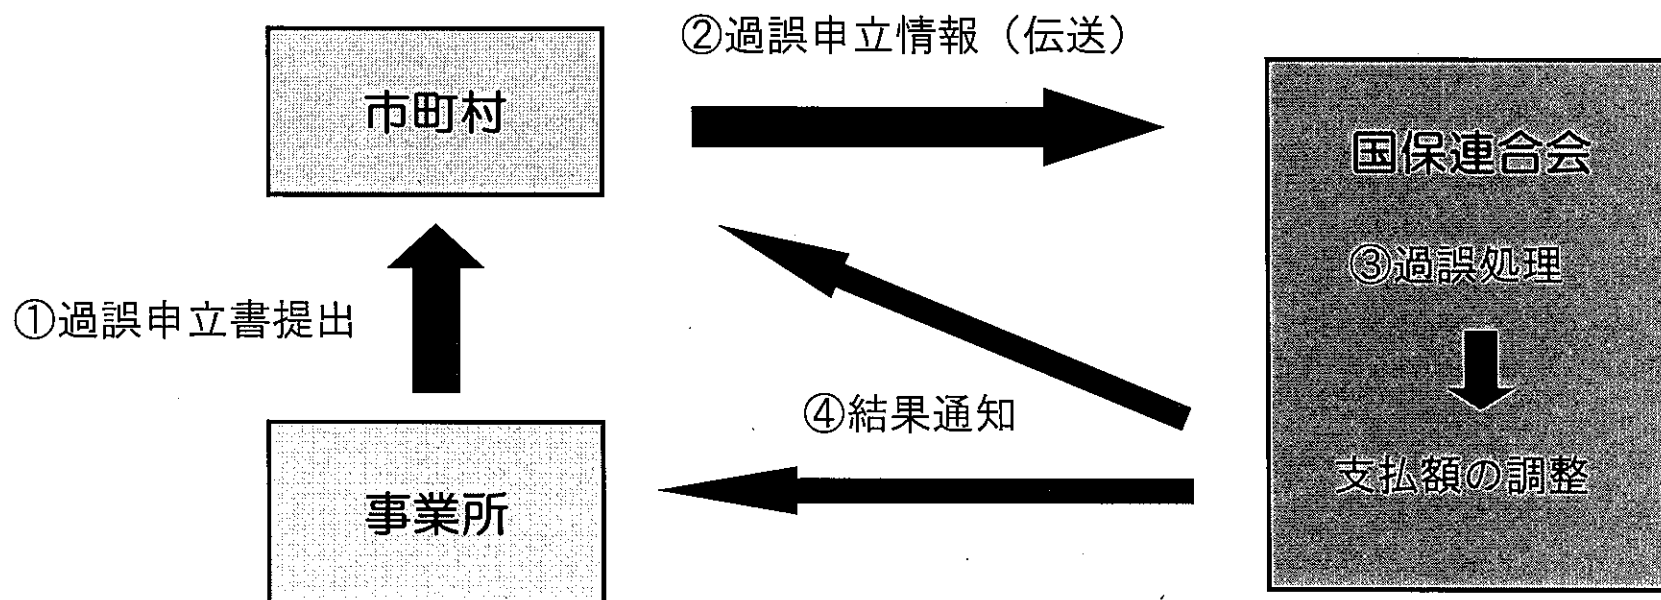 ②過誤申立情報（伝送）
市町村
国保連合会
③過誤処理
①過誤申立書提出
④結果通知
支払額の調整
事業所